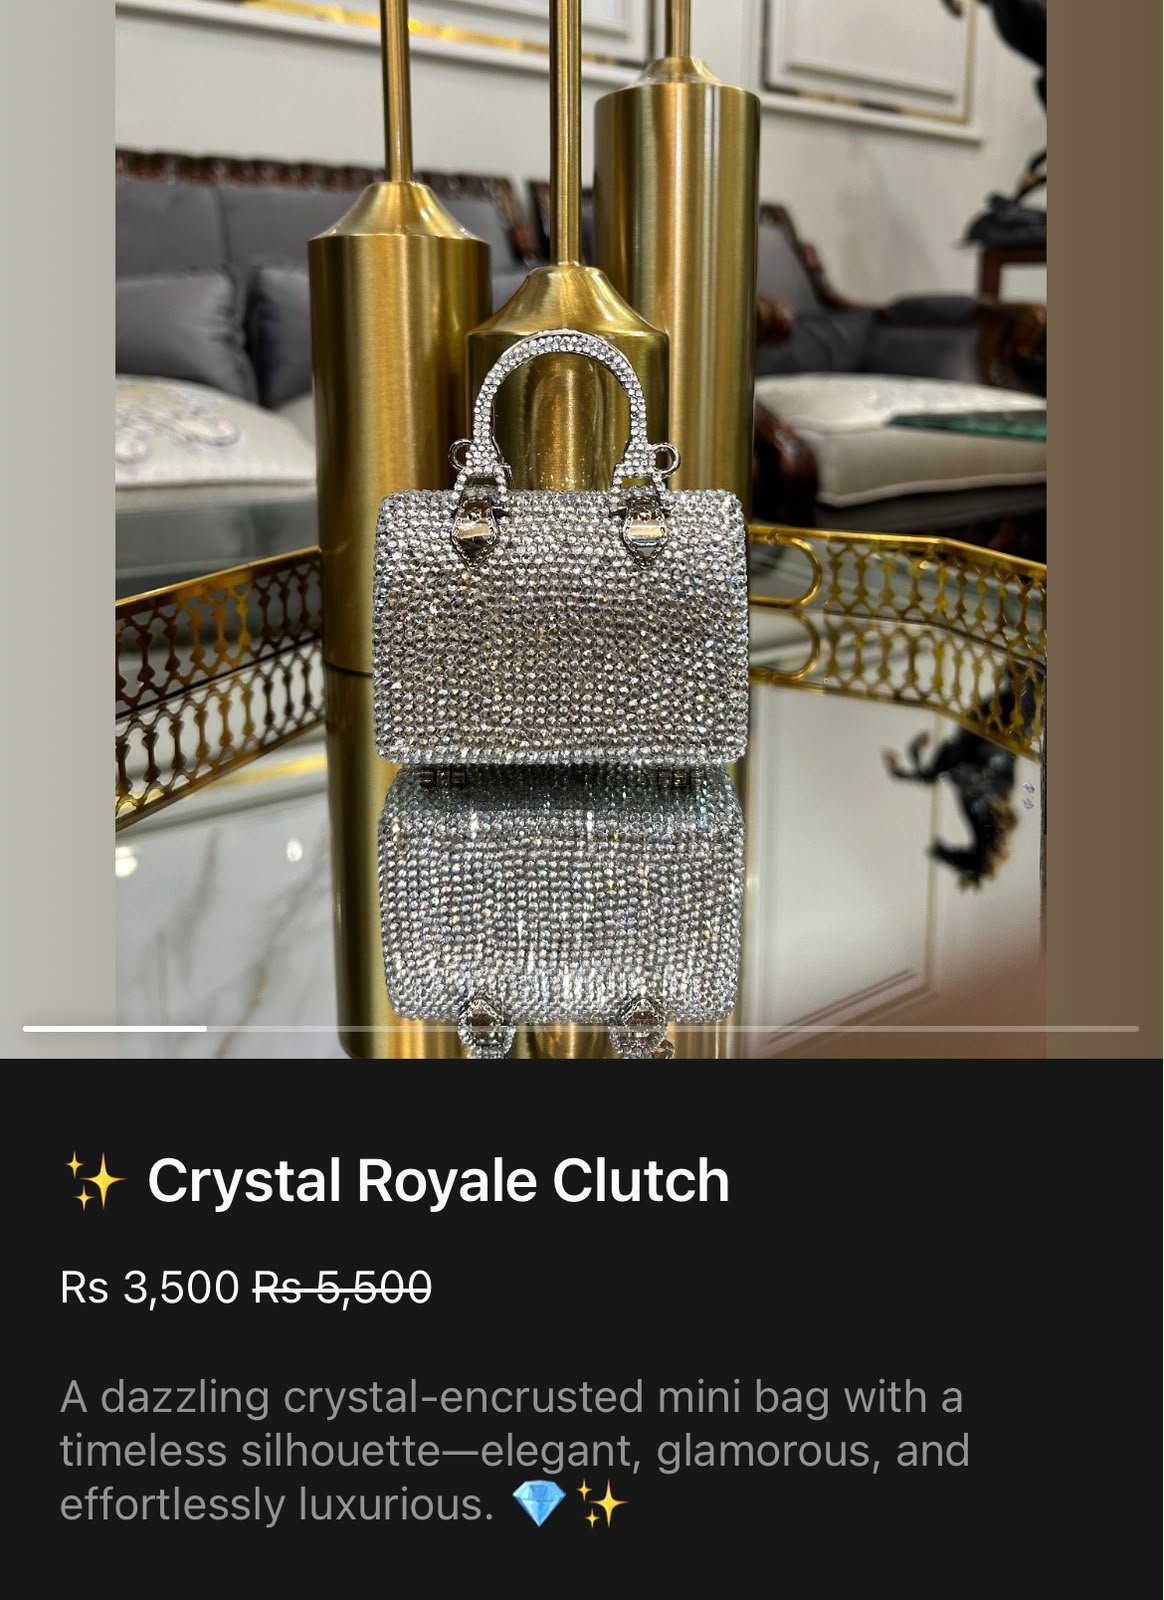 ✨ Crystal Royale Clutch
Rs 3,500 Rs 5,500
A dazzling crystal-encrusted mini bag with a
timeless silhouette—elegant, glamorous, and
effortlessly luxurious. 💎✨